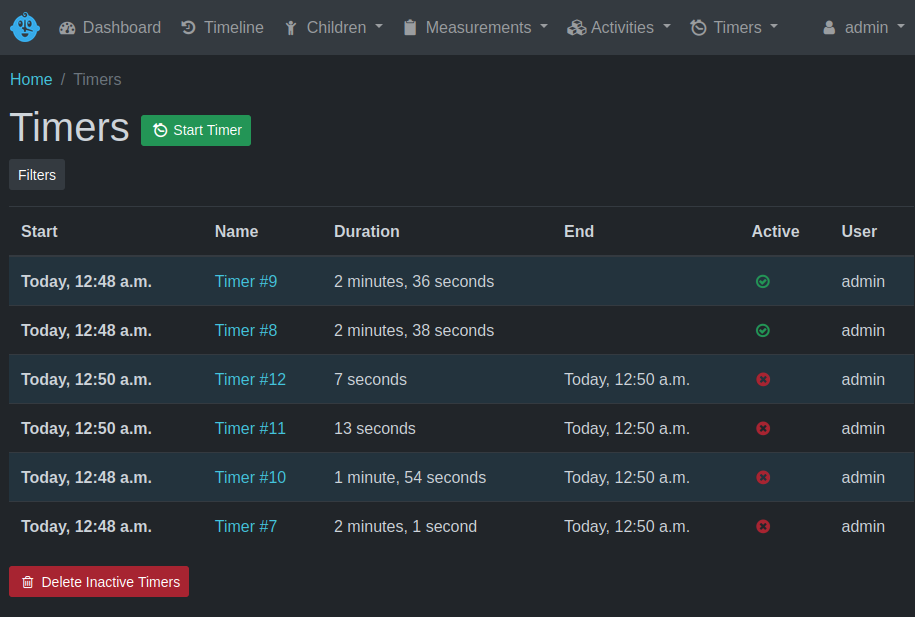 Dashboard Timeline Children Measurements Activities Timers admin
Home / Timers
Timers Start Timer
Filters
Start Name Duration End Active User
Today, 12:48 a.m. Timer #9 2 minutes, 36 seconds admin
Today, 12:48 a.m. Timer #8 2 minutes, 38 seconds admin
Today, 12:50 a.m. Timer #12 7 seconds Today, 12:50 a.m. admin
Today, 12:50 a.m. Timer #11 13 seconds Today, 12:50 a.m. admin
Today, 12:48 a.m. Timer #10 1 minute, 54 seconds Today, 12:50 a.m. admin
Today, 12:48 a.m. Timer #7 2 minutes, 1 second Today, 12:50 a.m. admin
Delete Inactive Timers